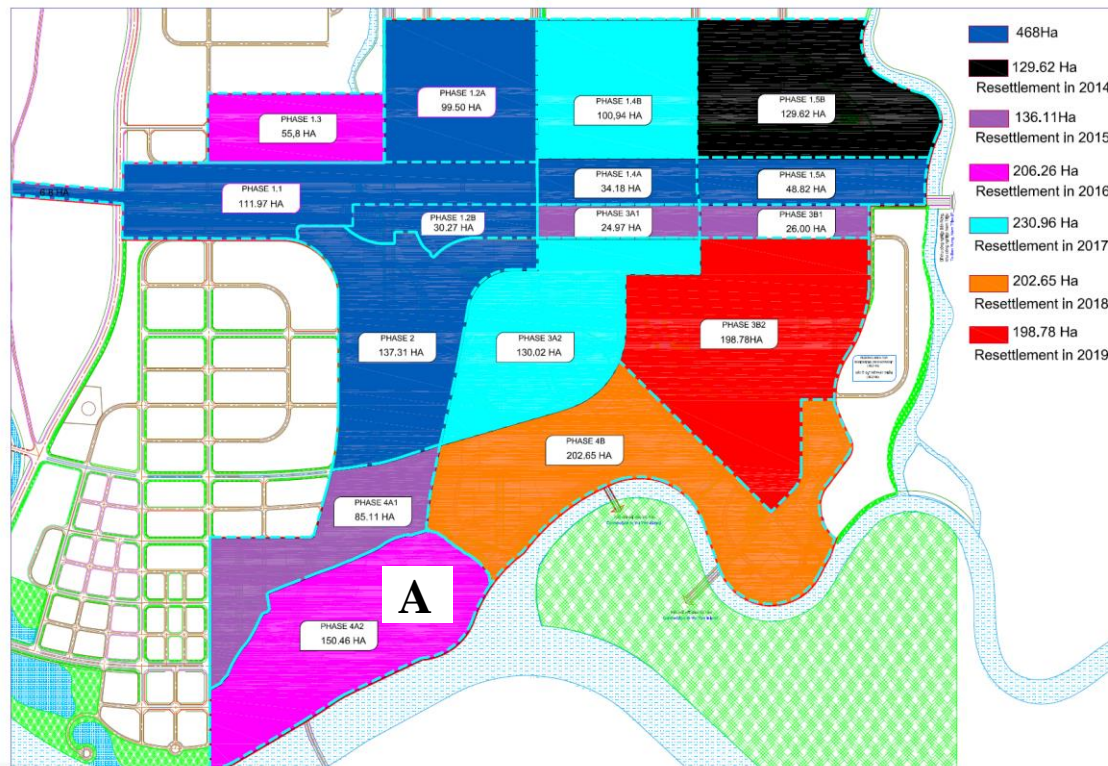 468Ha
129.62 Ha
Resettlement in 2014
136.11Ha
Resettlement in 2015
206.26 Ha
Resettlement in 2016
230.96 Ha
Resettlement in 2017
202.65 Ha
Resettlement in 2018
198.78 Ha
Resettlement in 2019
PHASE 1.2A
99.50 HA
PHASE 1.4B
100,94 HA
PHASE 1,5B
129.62 HA
PHASE 1.3
55,8 HA
6.8 HA
PHASE 1.1
111.97 HA
PHASE 1.4A
34.18 HA
PHASE 1.5A
48.82 HA
PHASE 1.2B
30.27 HA
PHASE 3A1
24.97 HA
PHASE 3B1
26.00 HA
PHASE 2
137.31 HA
PHASE 3A2
130.02 HA
PHASE 3B2
198.78HA
PHASE 4B
202.65 HA
PHASE 4A1
85.11 HA
A
PHASE 4A2
150.46 HA